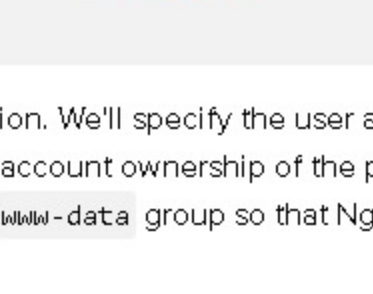 ion. We'll specify the user a
account ownership of the p
www-data group so that Ng